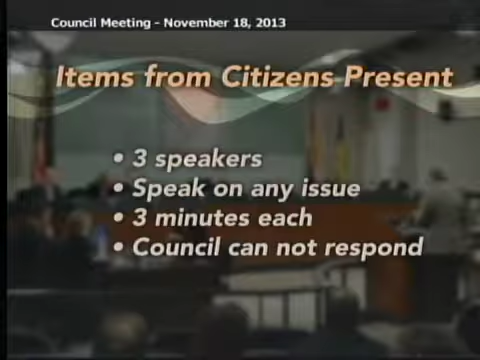 Council Meeting - November 18, 2013
Items from Citizens Present
• 3 speakers
• Speak on any issue
• 3 minutes each
• Council can not respond